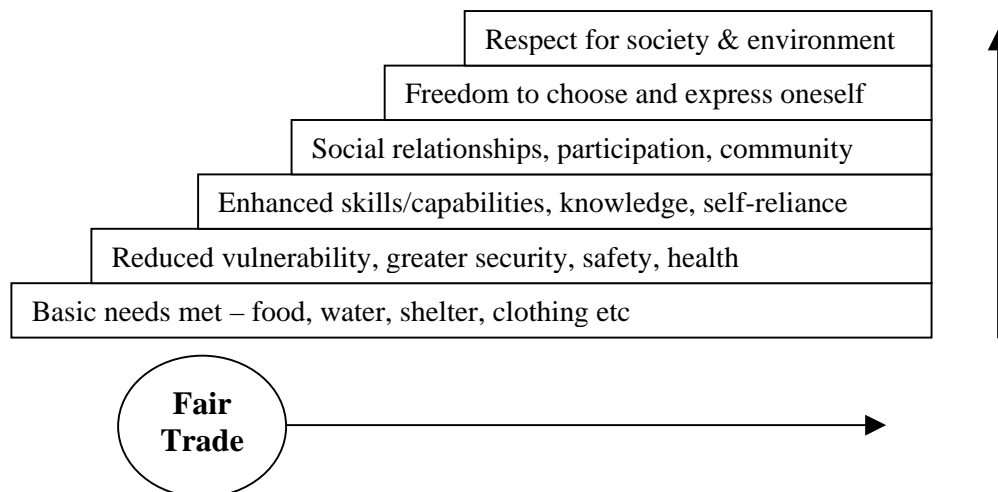 Respect for society & environment
Freedom to choose and express oneself
Social relationships, participation, community
Enhanced skills/capabilities, knowledge, self-reliance
Reduced vulnerability, greater security, safety, health
Basic needs met – food, water, shelter, clothing etc
Fair
Trade